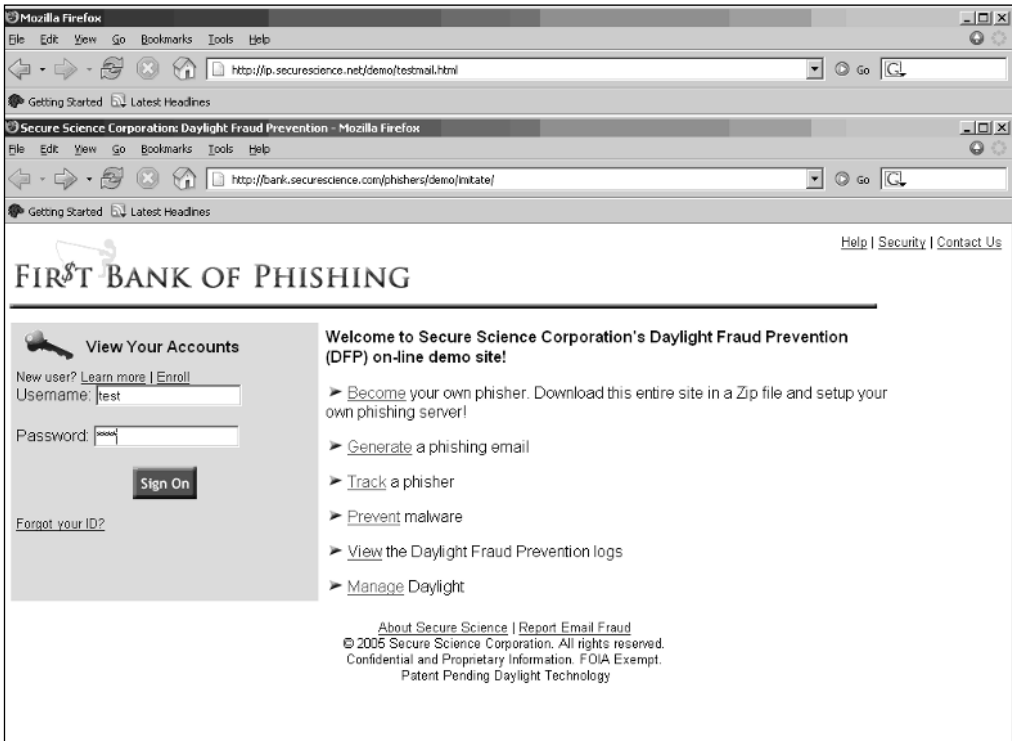 Mozilla Firefox
File Edit View Go Bookmarks Tools Help
http://ip.securescience.net/demo/testmail.html Go
Getting Started Latest Headlines
Secure Science Corporation: Daylight Fraud Prevention - Mozilla Firefox
File Edit View Go Bookmarks Tools Help
http://bank.securescience.com/phishers/demo/imitate/ Go
Getting Started Latest Headlines
Help | Security | Contact Us
FIR$T BANK OF PHISHING
View Your Accounts
New user? Learn more | Enroll
Username: test
Password: ****
Sign On
Forgot your ID?
Welcome to Secure Science Corporation's Daylight Fraud Prevention
(DFP) on-line demo site!
➤ Become your own phisher. Download this entire site in a Zip file and setup your
own phishing server!
➤ Generate a phishing email
➤ Track a phisher
➤ Prevent malware
➤ View the Daylight Fraud Prevention logs
➤ Manage Daylight
About Secure Science | Report Email Fraud
© 2005 Secure Science Corporation. All rights reserved.
Confidential and Proprietary Information. FOIA Exempt.
Patent Pending Daylight Technology